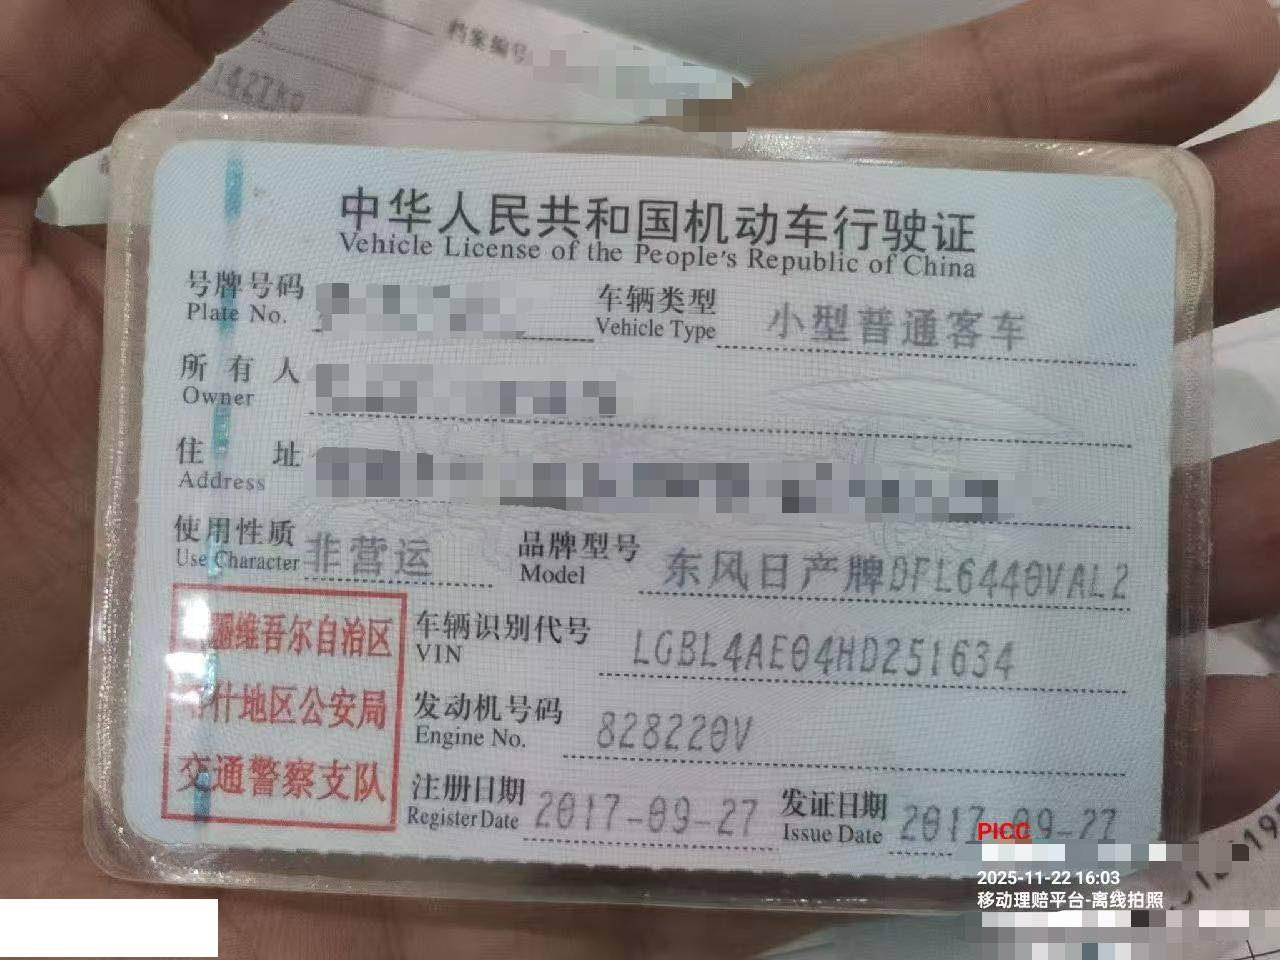 档案编号
1427kg
中华人民共和国机动车行驶证
Vehicle License of the People's Republic of China
号牌号码 车辆类型 小型普通客车
Plate No. Vehicle Type
所有人
Owner
住址
Address
使用性质 非营运 品牌型号 东风日产牌DFL6440VAL2
Use Character Model
维吾尔自治区
什地区公安局
交通警察支队
车辆识别代号 LGBL4AE04HD251634
VIN
发动机号码 828220V
Engine No.
注册日期 2017-09-27 发证日期 2017-09-27
Register Date Issue Date
PICC
2025-11-22 16:03
移动理赔平台-离线拍照